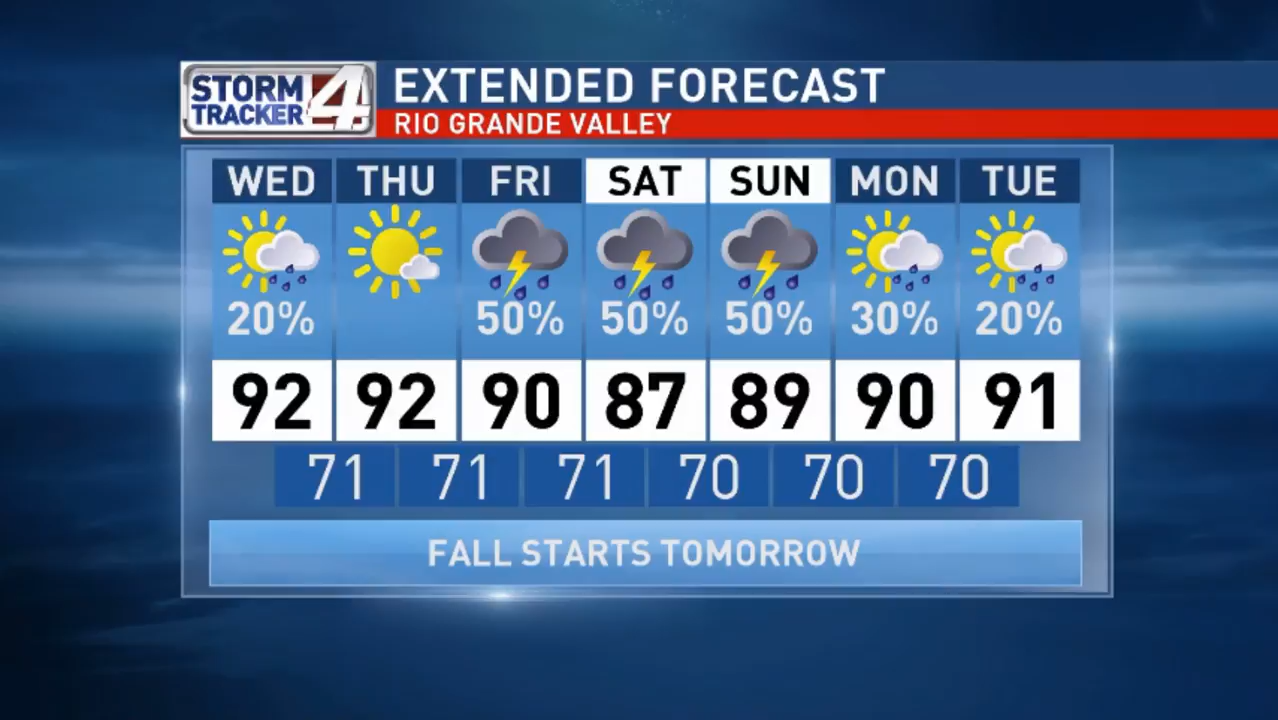 STORM
TRACKER 4
EXTENDED FORECAST
RIO GRANDE VALLEY
WED THU FRI SAT SUN MON TUE
20% 50% 50% 50% 30% 20%
92 92 90 87 89 90 91
71 71 71 70 70 70
FALL STARTS TOMORROW